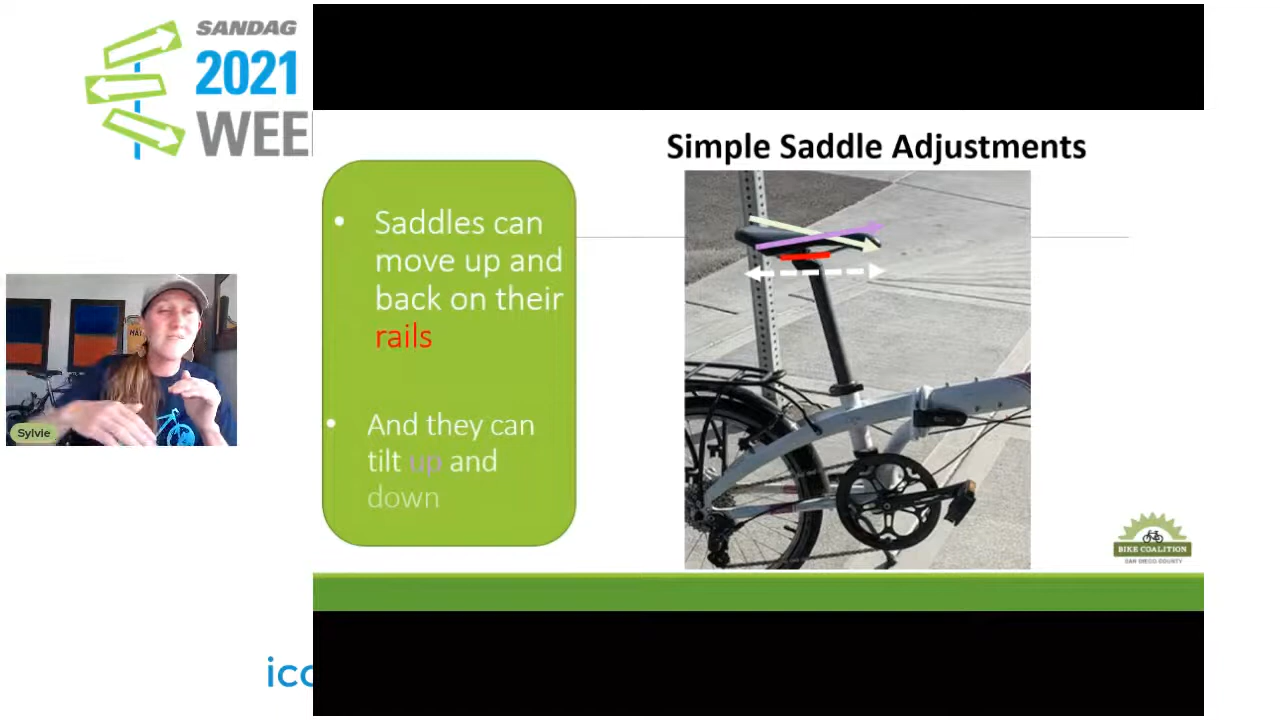 SANDAG
2021
WEE
Simple Saddle Adjustments
• Saddles can
move up and
back on their
rails
• And they can
tilt up and
down
Sylvie
BIKE COALITION
SAN DIEGO COUNTY
ico